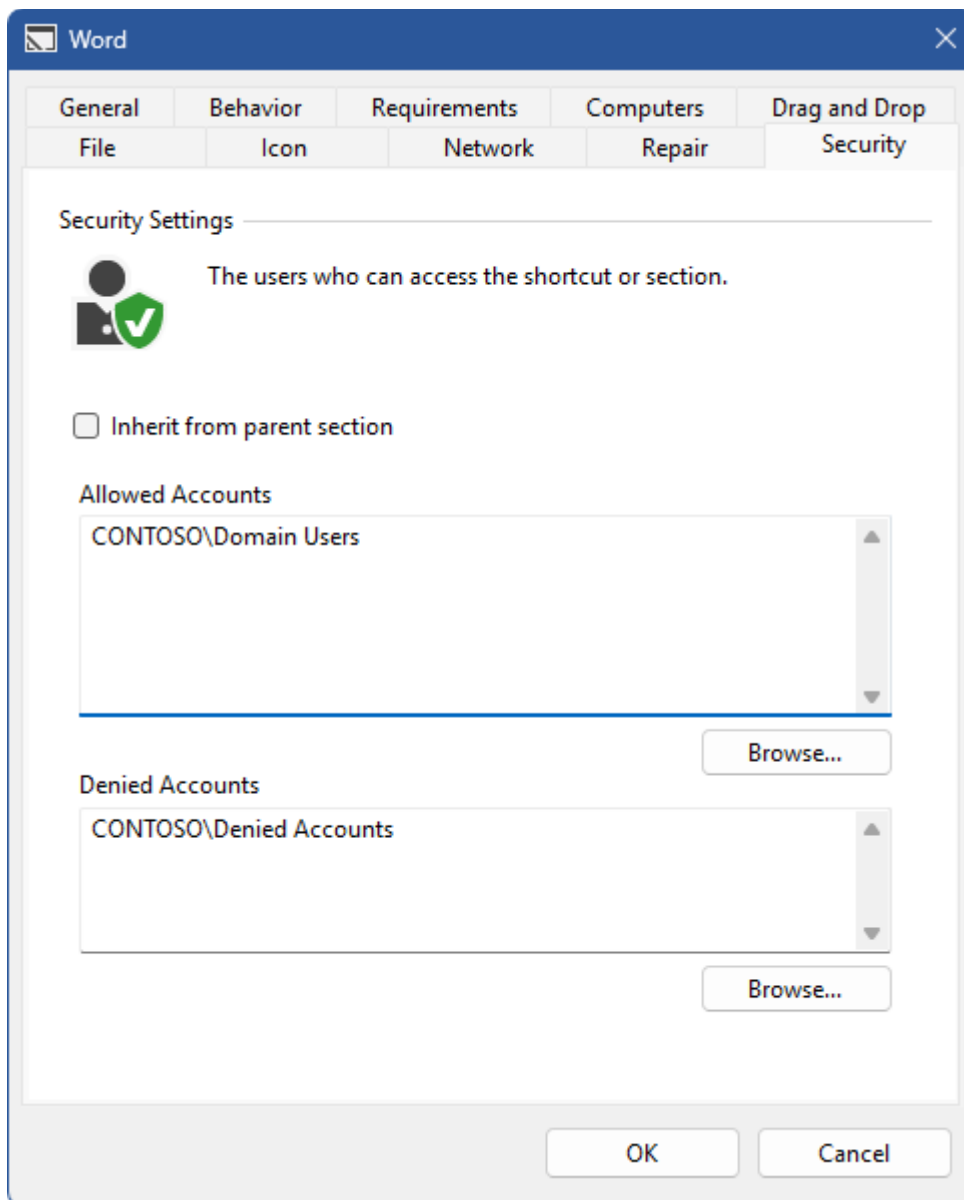 Word
General Behavior Requirements Computers Drag and Drop
File Icon Network Repair Security
Security Settings
The users who can access the shortcut or section.
Inherit from parent section
Allowed Accounts
CONTOSO\Domain Users
Browse...
Denied Accounts
CONTOSO\Denied Accounts
Browse...
OK Cancel